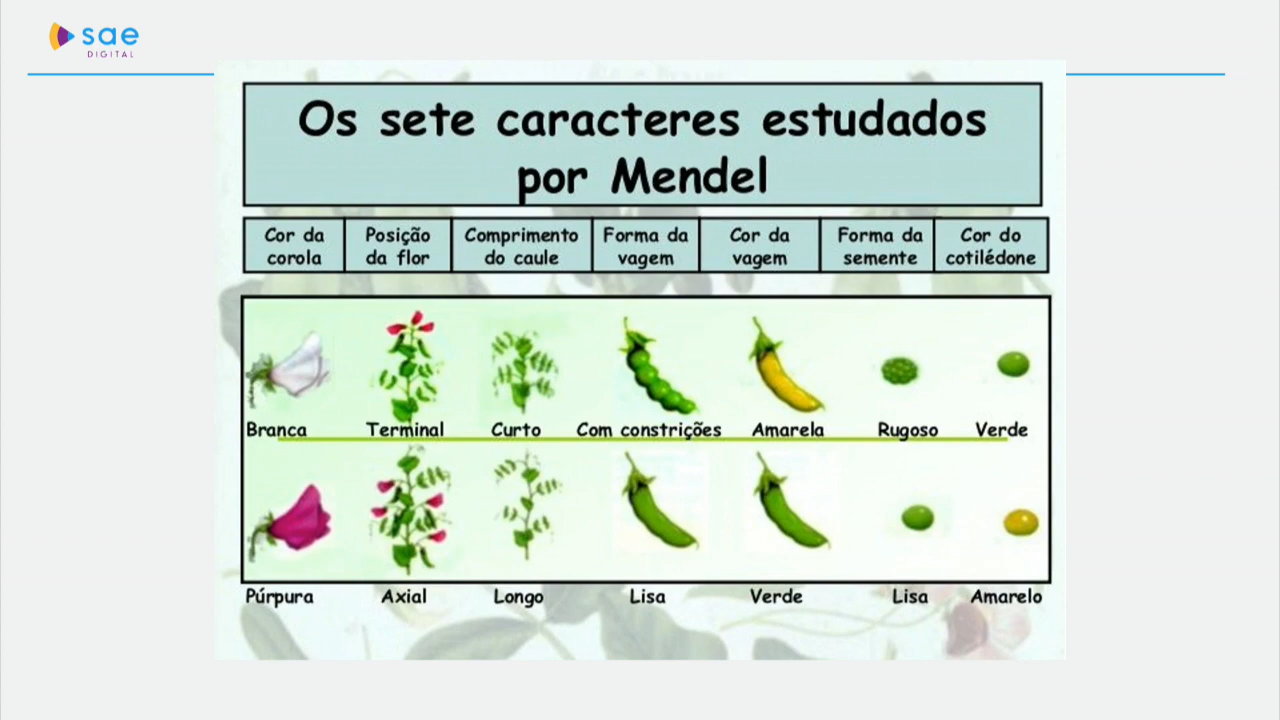 sae
DIGITAL
Os sete caracteres estudados
por Mendel
Cor da
corola
Posição
da flor
Comprimento
do caule
Forma da
vagem
Cor da
vagem
Forma da
semente
Cor do
cotilédone
Branca Terminal Curto Com constrições Amarela Rugoso Verde
Púrpura Axial Longo Lisa Verde Lisa Amarelo